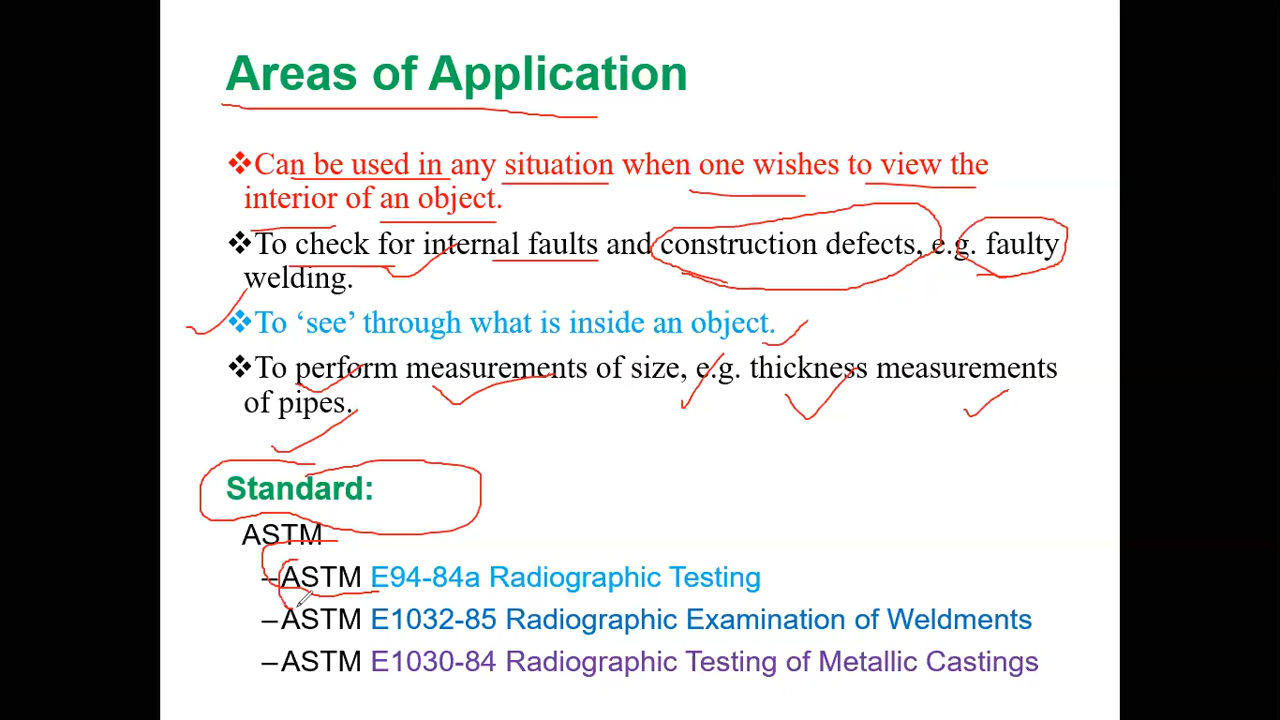 Areas of Application
❖Can be used in any situation when one wishes to view the
interior of an object.
❖To check for internal faults and construction defects, e.g. faulty
welding.
❖To ‘see’ through what is inside an object.
❖To perform measurements of size, e.g. thickness measurements
of pipes.
Standard:
ASTM
–ASTM E94-84a Radiographic Testing
–ASTM E1032-85 Radiographic Examination of Weldments
–ASTM E1030-84 Radiographic Testing of Metallic Castings